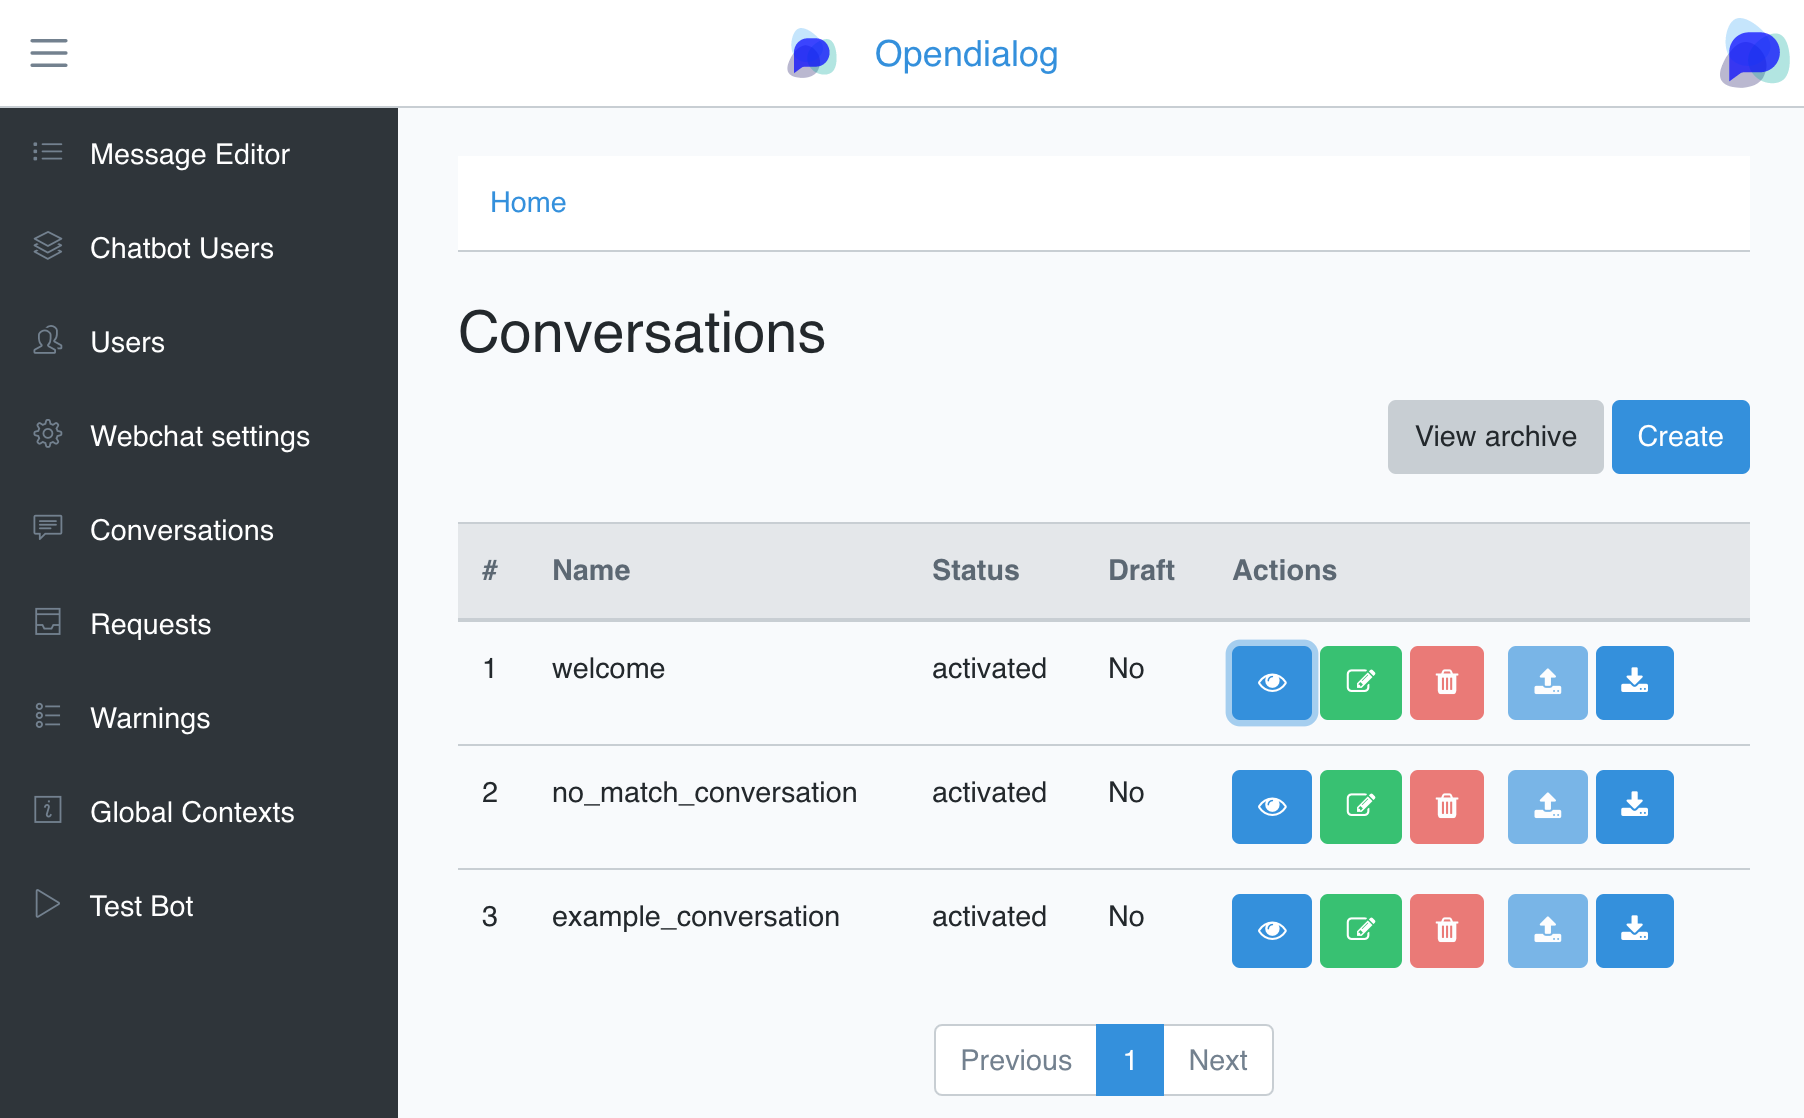 Opendialog
Message Editor
Chatbot Users
Users
Webchat settings
Conversations
Requests
Warnings
Global Contexts
Test Bot
Home
Conversations
View archive Create
# Name Status Draft Actions
1 welcome activated No
2 no_match_conversation activated No
3 example_conversation activated No
Previous 1 Next